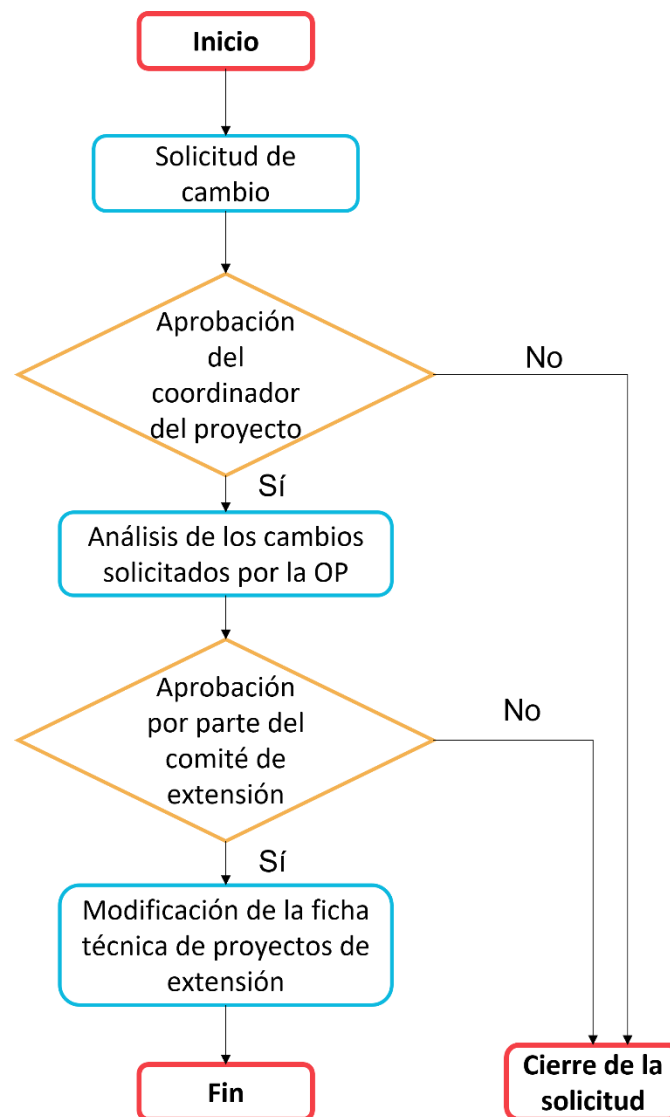 Inicio
Solicitud de
cambio
Aprobación
del
coordinador
del proyecto
No
Sí
Análisis de los cambios
solicitados por la OP
Aprobación
por parte del
comité de
extensión
No
Sí
Modificación de la ficha
técnica de proyectos de
extensión
Fin
Cierre de la
solicitud